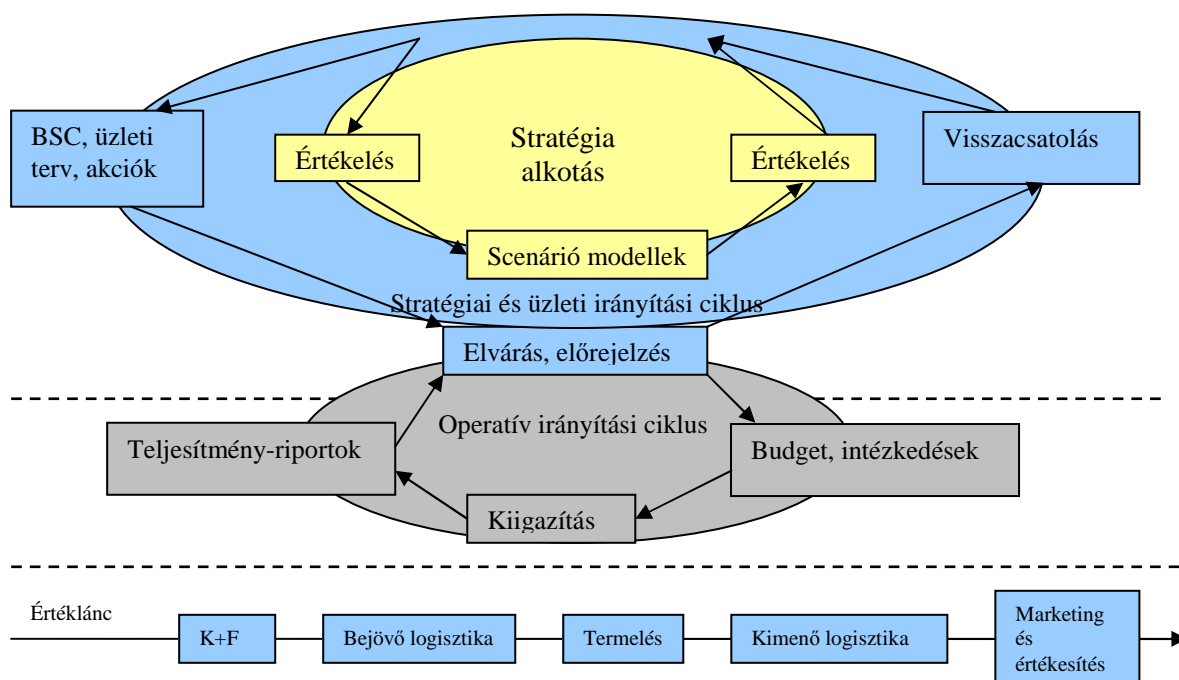 BSC, üzleti
terv, akciók
Értékelés
Stratégia
alkotás
Értékelés
Visszacsatolás
Scenárió modellek
Stratégiai és üzleti irányítási ciklus
Elvárás, előrejelzés
Operatív irányítási ciklus
Teljesítmény-riportok
Budget, intézkedések
Kiigazítás
Értéklánc
K+F
Bejövő logisztika
Termelés
Kimenő logisztika
Marketing
és
értékesítés